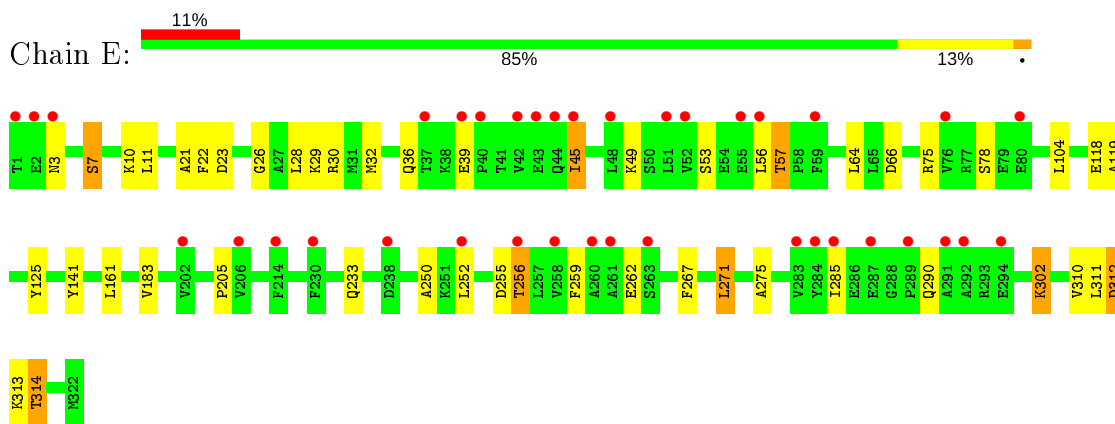 11%
Chain E:
85%
13%
•
T1 E2 N3 S7 K10 L11 A21 F22 D23 G26 A27 L28 K29 R30 M31 M32 Q36 T37 K38 E39 P40 T41 V42 E43 Q44 I45 L48 K49 S50 L51 V52 S53 E54 E55 L56 T57 P58 F59 L64 L65 D66 R75 V76 R77 S78 E79 E80 L104 E118 A119
Y125 Y141 L161 V183 V202 P205 V206 F214 F230 Q233 D238 A250 K251 L252 D255 T256 L257 V258 F259 A260 A261 E262 S263 F267 L271 A275 V283 Y284 I285 E286 E287 G288 P289 Q290 A291 A292 R293 E294 K302 V310 L311 D312
K313 T314 M322